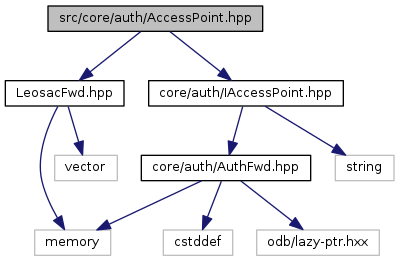 src/core/auth/AccessPoint.hpp
LeosacFwd.hpp
core/auth/IAccessPoint.hpp
vector
core/auth/AuthFwd.hpp
string
memory
cstddef
odb/lazy-ptr.hxx